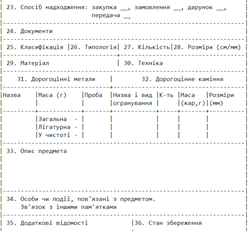 23. Спосіб надходження: закупка __, замовлення __, дарунок __,
передача __
24. Документи
25. Класифікація |26. Типологія| 27. Кількість|28. Розміри (см/мм)
29. Матеріал | 30. Техніка
31. Дорогоцінні метали | 32. Дорогоцінне каміння
Назва |Маса (г) |Проба |Назва і вид |К-ть |Маса |Розміри
|огранування | |(кар,г)|(мм)
|Загальна -|
|Лігатурна -|
|У чистоті -|
33. Опис предмета
34. Особи чи події, пов'язані з предметом.
Зв'язок з іншими пам'ятками
35. Додаткові відомості |36. Стан збереження